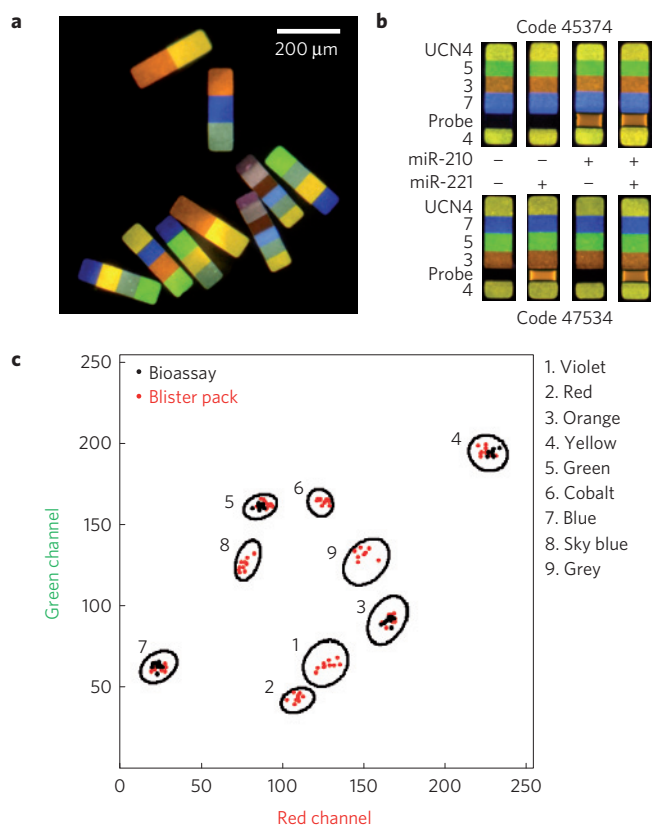 a
200 μm
b
Code 45374
UCN4
5
3
7
Probe
4
miR-210 − − + +
miR-221 − + − +
UCN4
7
5
3
Probe
4
Code 47534
c
250
200
150
100
50
Green channel
• Bioassay
• Blister pack
4
5
6
8
9
3
7
1
2
0 50 100 150 200 250
Red channel
1. Violet
2. Red
3. Orange
4. Yellow
5. Green
6. Cobalt
7. Blue
8. Sky blue
9. Grey